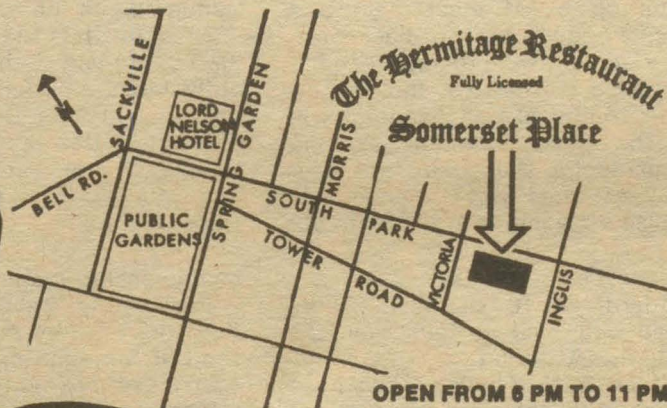 The Hermitage Restaurant
Fully Licensed
Somerset Place
SACKVILLE
LORD
NELSON
HOTEL
SPRING GARDEN
MORRIS
BELL RD.
PUBLIC
GARDENS
SOUTH PARK
TOWER ROAD
VICTORIA
INGLIS
N
OPEN FROM 6 PM TO 11 PM